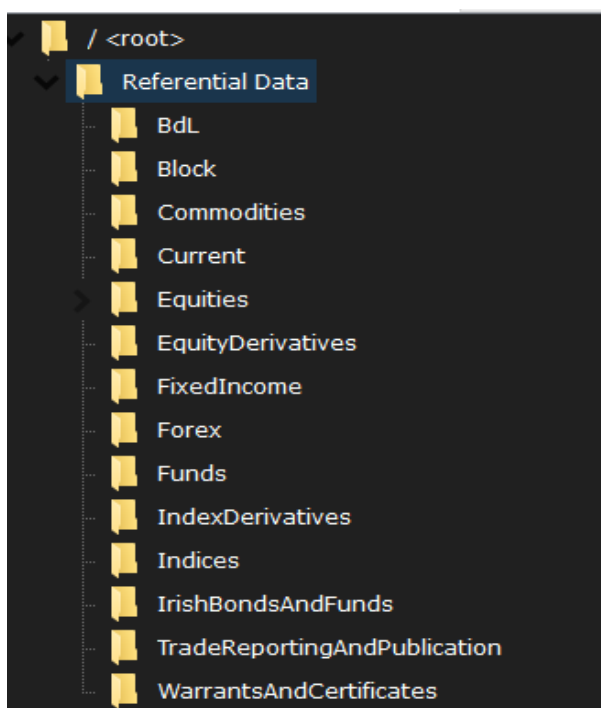 / <root>
Referential Data
BdL
Block
Commodities
Current
Equities
EquityDerivatives
FixedIncome
Forex
Funds
IndexDerivatives
Indices
IrishBondsAndFunds
TradeReportingAndPublication
WarrantsAndCertificates